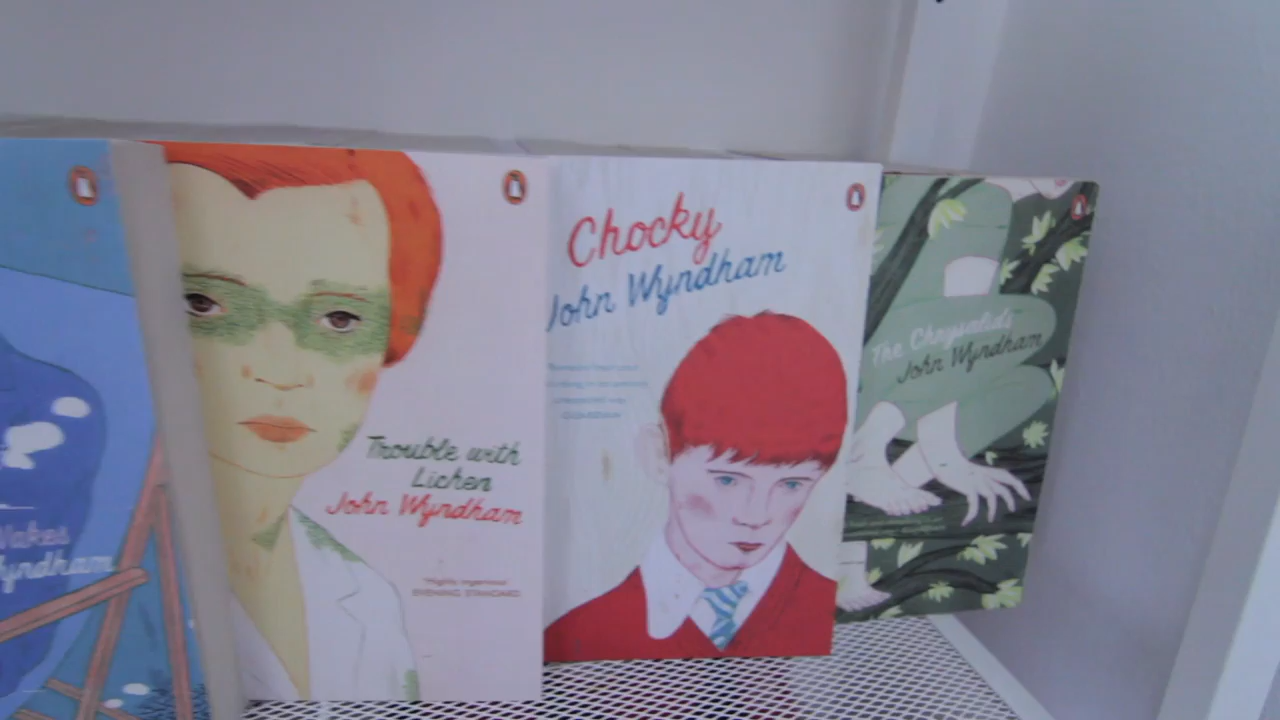 Wakes
Wyndham
Trouble with
Lichen
John Wyndham
"Highly ingenious"
EVENING STANDARD
Chocky
John Wyndham
The Chrysalids
John Wyndham